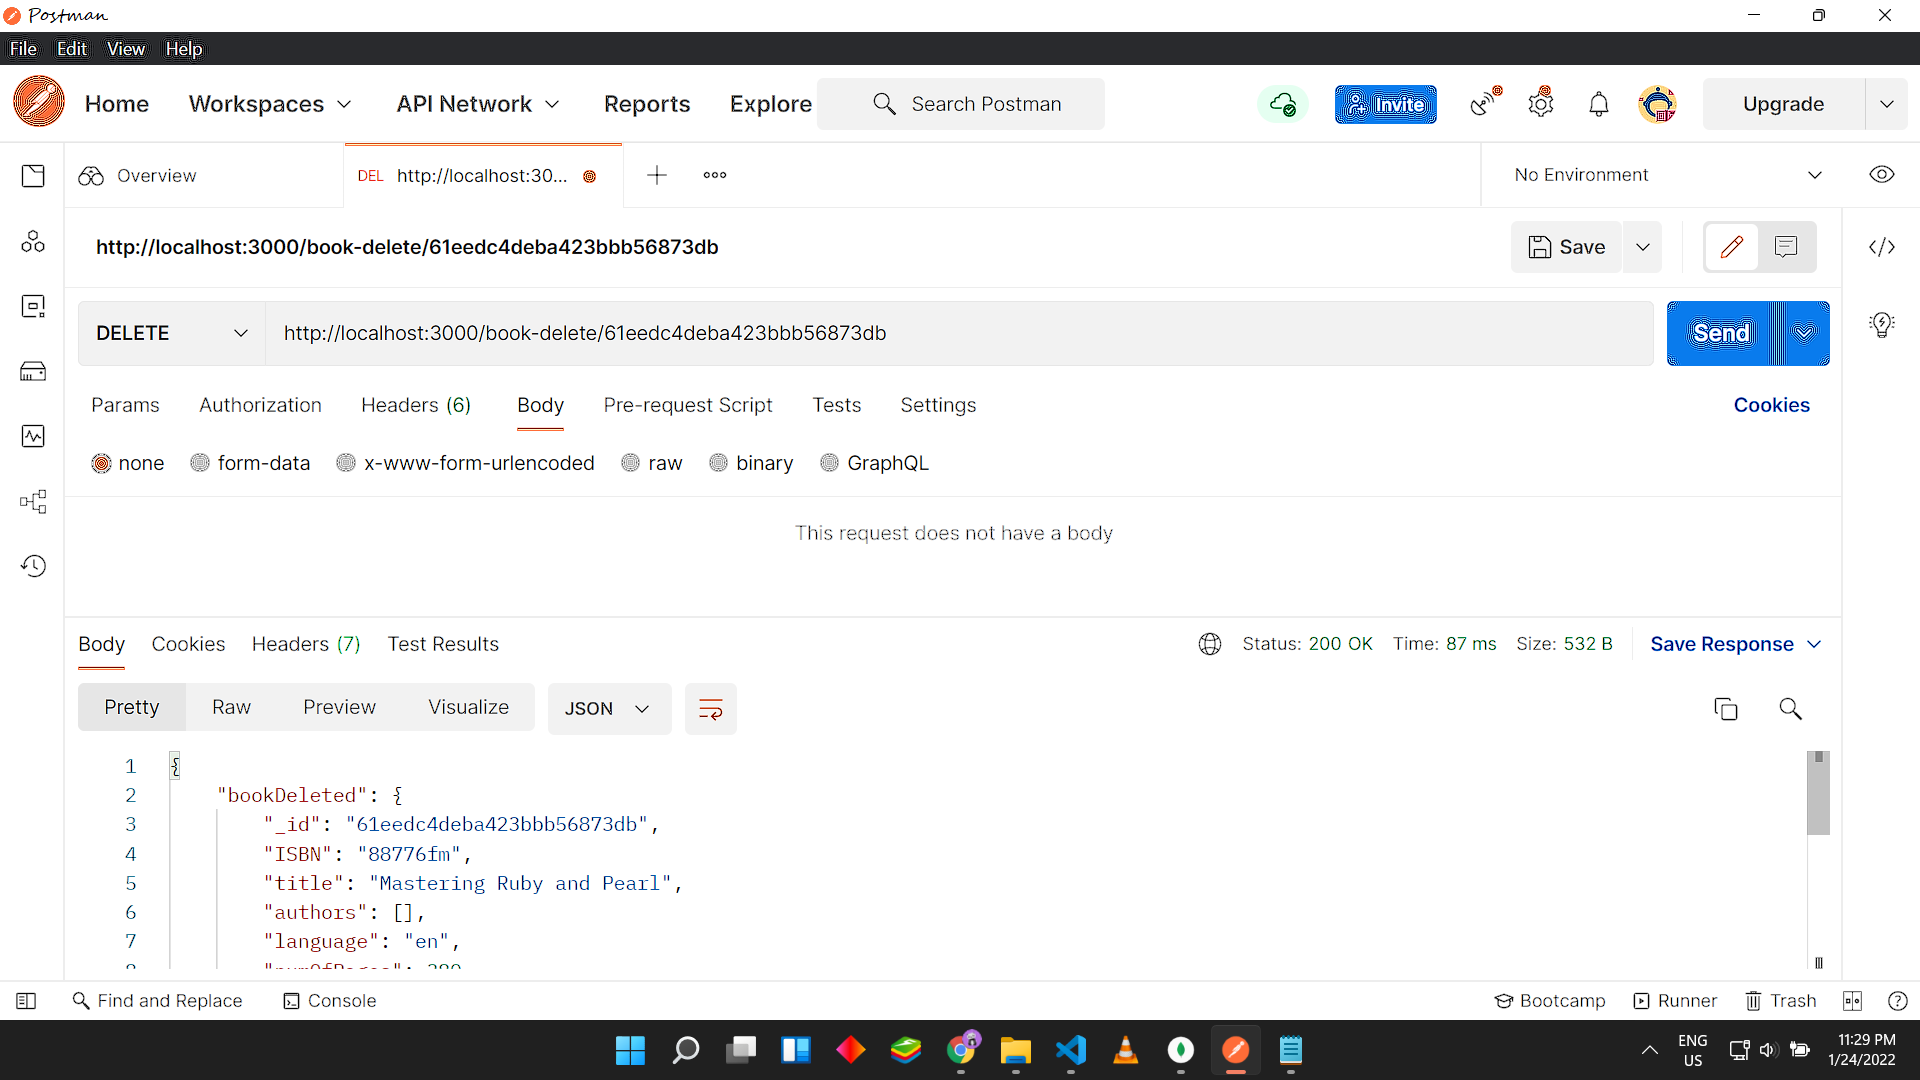 Postman
File Edit View Help
Home Workspaces API Network Reports Explore Search Postman Invite Upgrade
Overview DEL http://localhost:30... No Environment
http://localhost:3000/book-delete/61eedc4deba423bbb56873db Save
DELETE http://localhost:3000/book-delete/61eedc4deba423bbb56873db Send
Params Authorization Headers (6) Body Pre-request Script Tests Settings Cookies
none form-data x-www-form-urlencoded raw binary GraphQL
This request does not have a body
Body Cookies Headers (7) Test Results Status: 200 OK Time: 87 ms Size: 532 B Save Response
Pretty Raw Preview Visualize JSON
1 {
2 "bookDeleted": {
3 "_id": "61eedc4deba423bbb56873db",
4 "ISBN": "88776fm",
5 "title": "Mastering Ruby and Pearl",
6 "authors": [],
7 "language": "en",
Find and Replace Console Bootcamp Runner Trash
ENG 11:29 PM
US 1/24/2022